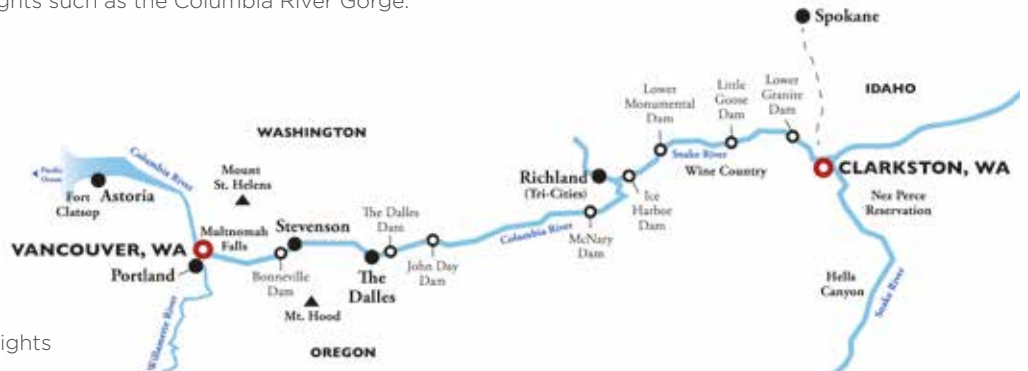 ghts such as the Columbia River Gorge.
Spokane
IDAHO
Lower
Granite
Dam
Little
Goose
Dam
Lower
Monumental
Dam
WASHINGTON
Snake River
Wine Country
CLARKSTON, WA
Columbia River
Pacific
Ocean
Fort
Clatsop
Astoria
Mount
St. Helens
Richland
(Tri-Cities)
Ice
Harbor
Dam
Nez Perce
Reservation
Multnomah
Falls
Stevenson
The Dalles
Dam
Columbia River
McNary
Dam
VANCOUVER, WA
Portland
Bonneville
Dam
The
Dalles
John Day
Dam
Hells
Canyon
Snake River
Mt. Hood
Willamette River
ights
OREGON